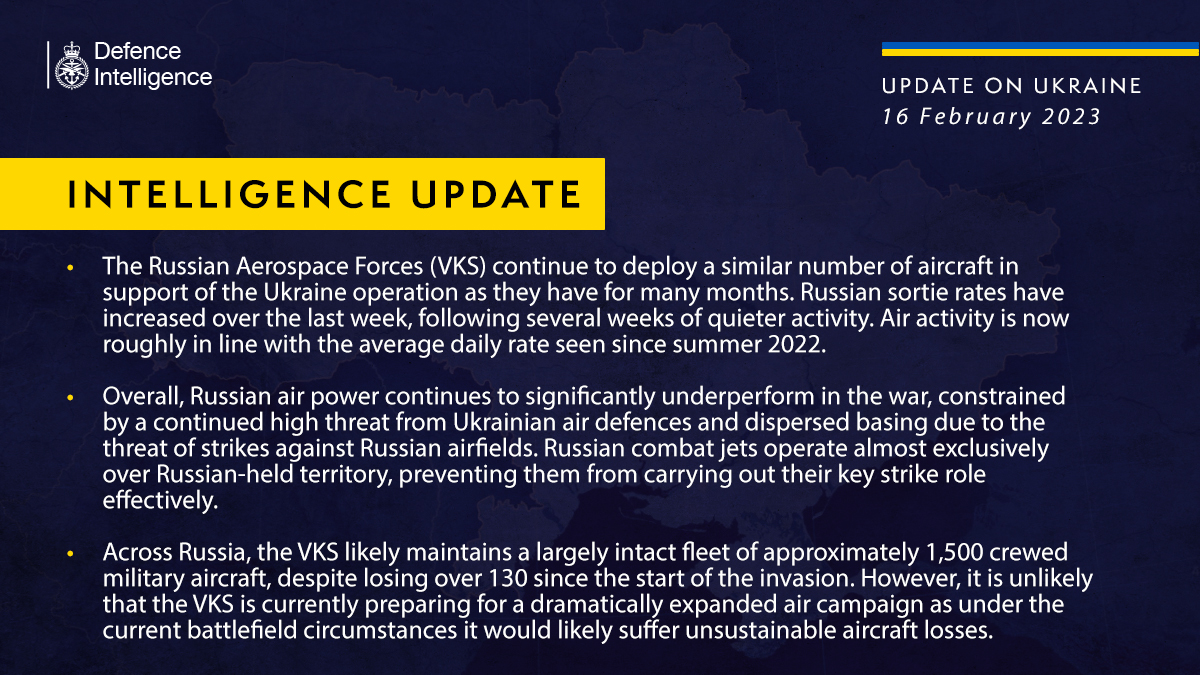 Defence
Intelligence
UPDATE ON UKRAINE
16 February 2023
INTELLIGENCE UPDATE
• The Russian Aerospace Forces (VKS) continue to deploy a similar number of aircraft in
support of the Ukraine operation as they have for many months. Russian sortie rates have
increased over the last week, following several weeks of quieter activity. Air activity is now
roughly in line with the average daily rate seen since summer 2022.
• Overall, Russian air power continues to significantly underperform in the war, constrained
by a continued high threat from Ukrainian air defences and dispersed basing due to the
threat of strikes against Russian airfields. Russian combat jets operate almost exclusively
over Russian-held territory, preventing them from carrying out their key strike role
effectively.
• Across Russia, the VKS likely maintains a largely intact fleet of approximately 1,500 crewed
military aircraft, despite losing over 130 since the start of the invasion. However, it is unlikely
that the VKS is currently preparing for a dramatically expanded air campaign as under the
current battlefield circumstances it would likely suffer unsustainable aircraft losses.